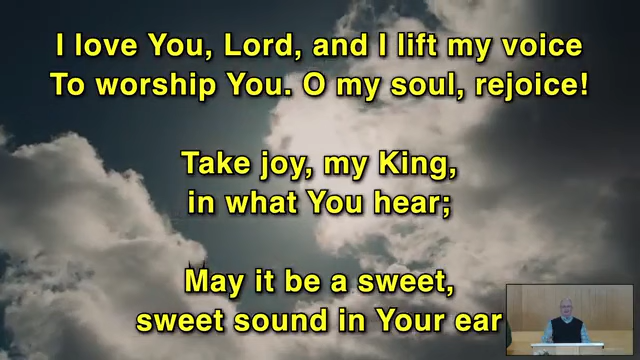 I love You, Lord, and I lift my voice
To worship You. O my soul, rejoice!
Take joy, my King,
in what You hear;
May it be a sweet,
sweet sound in Your ear